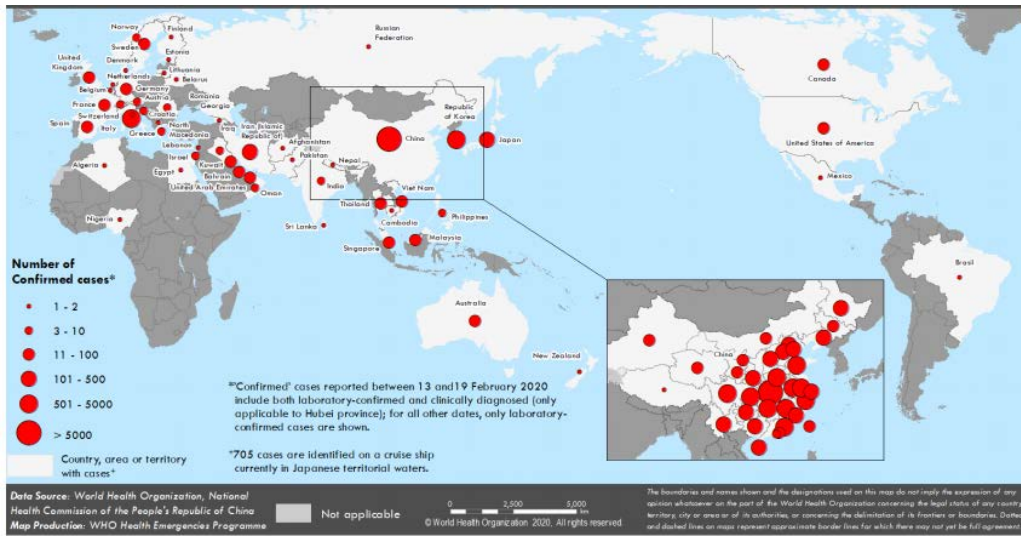 Norway
Finland
Russian
Federation
Sweden
Estonia
Denmark
Lithuania
United
Kingdom
Netherlands
Belarus
Belgium
Germany
Romania
Austria
Georgia
France
Croatia
Switzerland
North
Macedonia
Spain
Italy
Greece
Iraq
Iran (Islamic
Republic of)
Afghanistan
Lebanon
Pakistan
Israel
Kuwait
Nepal
Algeria
Egypt
Bahrain
India
United Arab Emirates
Oman
Nigeria
Sri Lanka
China
Republic
of Korea
Japan
Viet Nam
Thailand
Philippines
Cambodia
Malaysia
Singapore
Australia
New Zealand
Canada
United States of America
Mexico
Brasil
China
Number of
Confirmed cases*
1 - 2
3 - 10
11 - 100
101 - 500
501 - 5000
> 5000
Country, area or territory
with cases*
'Confirmed' cases reported between 13 and19 February 2020
include both laboratory-confirmed and clinically diagnosed (only
applicable to Hubei province); for all other dates, only laboratory-
confirmed cases are shown.
*705 cases are identified on a cruise ship
currently in Japanese territorial waters.
Data Source: World Health Organization, National
Health Commission of the People's Republic of China
Map Production: WHO Health Emergencies Programme
Not applicable
0 2,500 5,000
© World Health Organization 2020, All rights reserved.
The boundaries and names shown and the designations used on this map do not imply the expression of any
opinion whatsoever on the part of the World Health Organization concerning the legal status of any country,
territory, city or area or of its authorities, or concerning the delimitation of its frontiers or boundaries. Dotted
and dashed lines on maps represent approximate border lines for which there may not yet be full agreement.